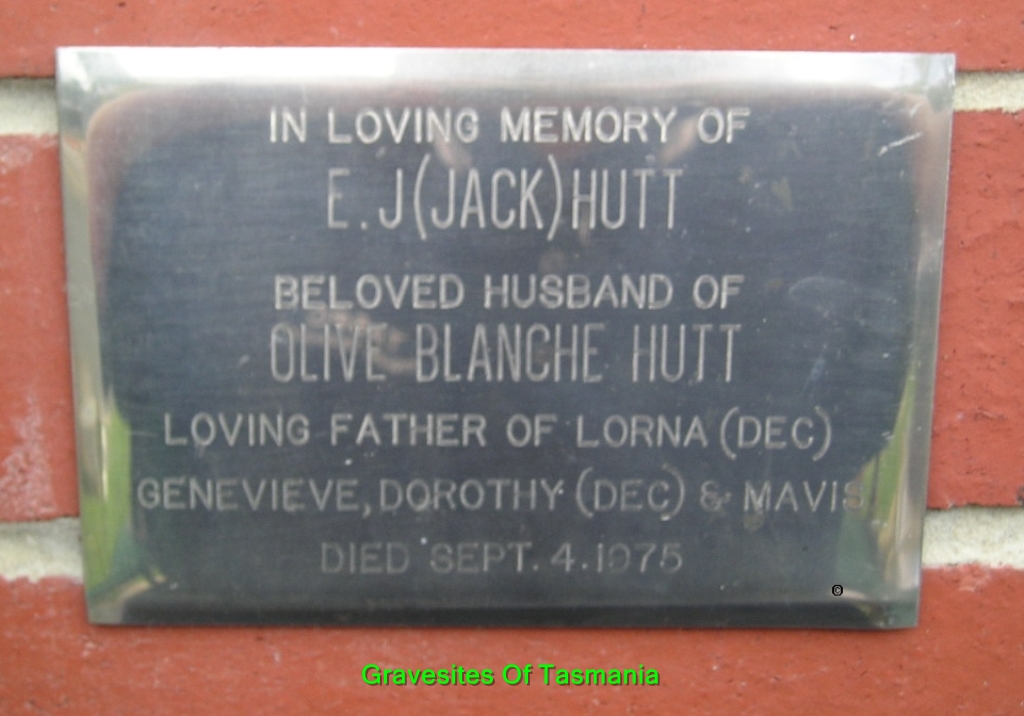 IN LOVING MEMORY OF
E.J(JACK)HUTT
BELOVED HUSBAND OF
OLIVE BLANCHE HUTT
LOVING FATHER OF LORNA (DEC)
GENEVIEVE, DOROTHY (DEC) & MAVIS
DIED SEPT. 4. 1975
©
Gravesites Of Tasmania